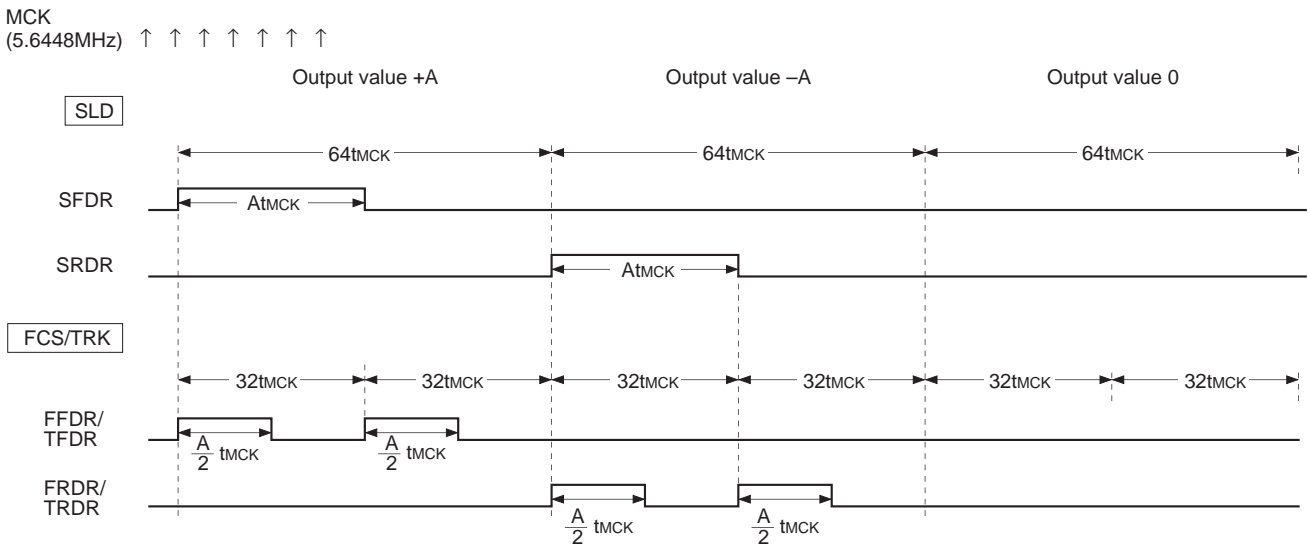 MCK
(5.6448MHz) ↑ ↑ ↑ ↑ ↑ ↑ ↑
Output value +A Output value –A Output value 0
SLD
64tMCK 64tMCK 64tMCK
SFDR AtMCK
SRDR AtMCK
FCS/TRK
32tMCK 32tMCK 32tMCK 32tMCK 32tMCK 32tMCK
FFDR/
TFDR
A/2 tMCK A/2 tMCK
FRDR/
TRDR
A/2 tMCK A/2 tMCK